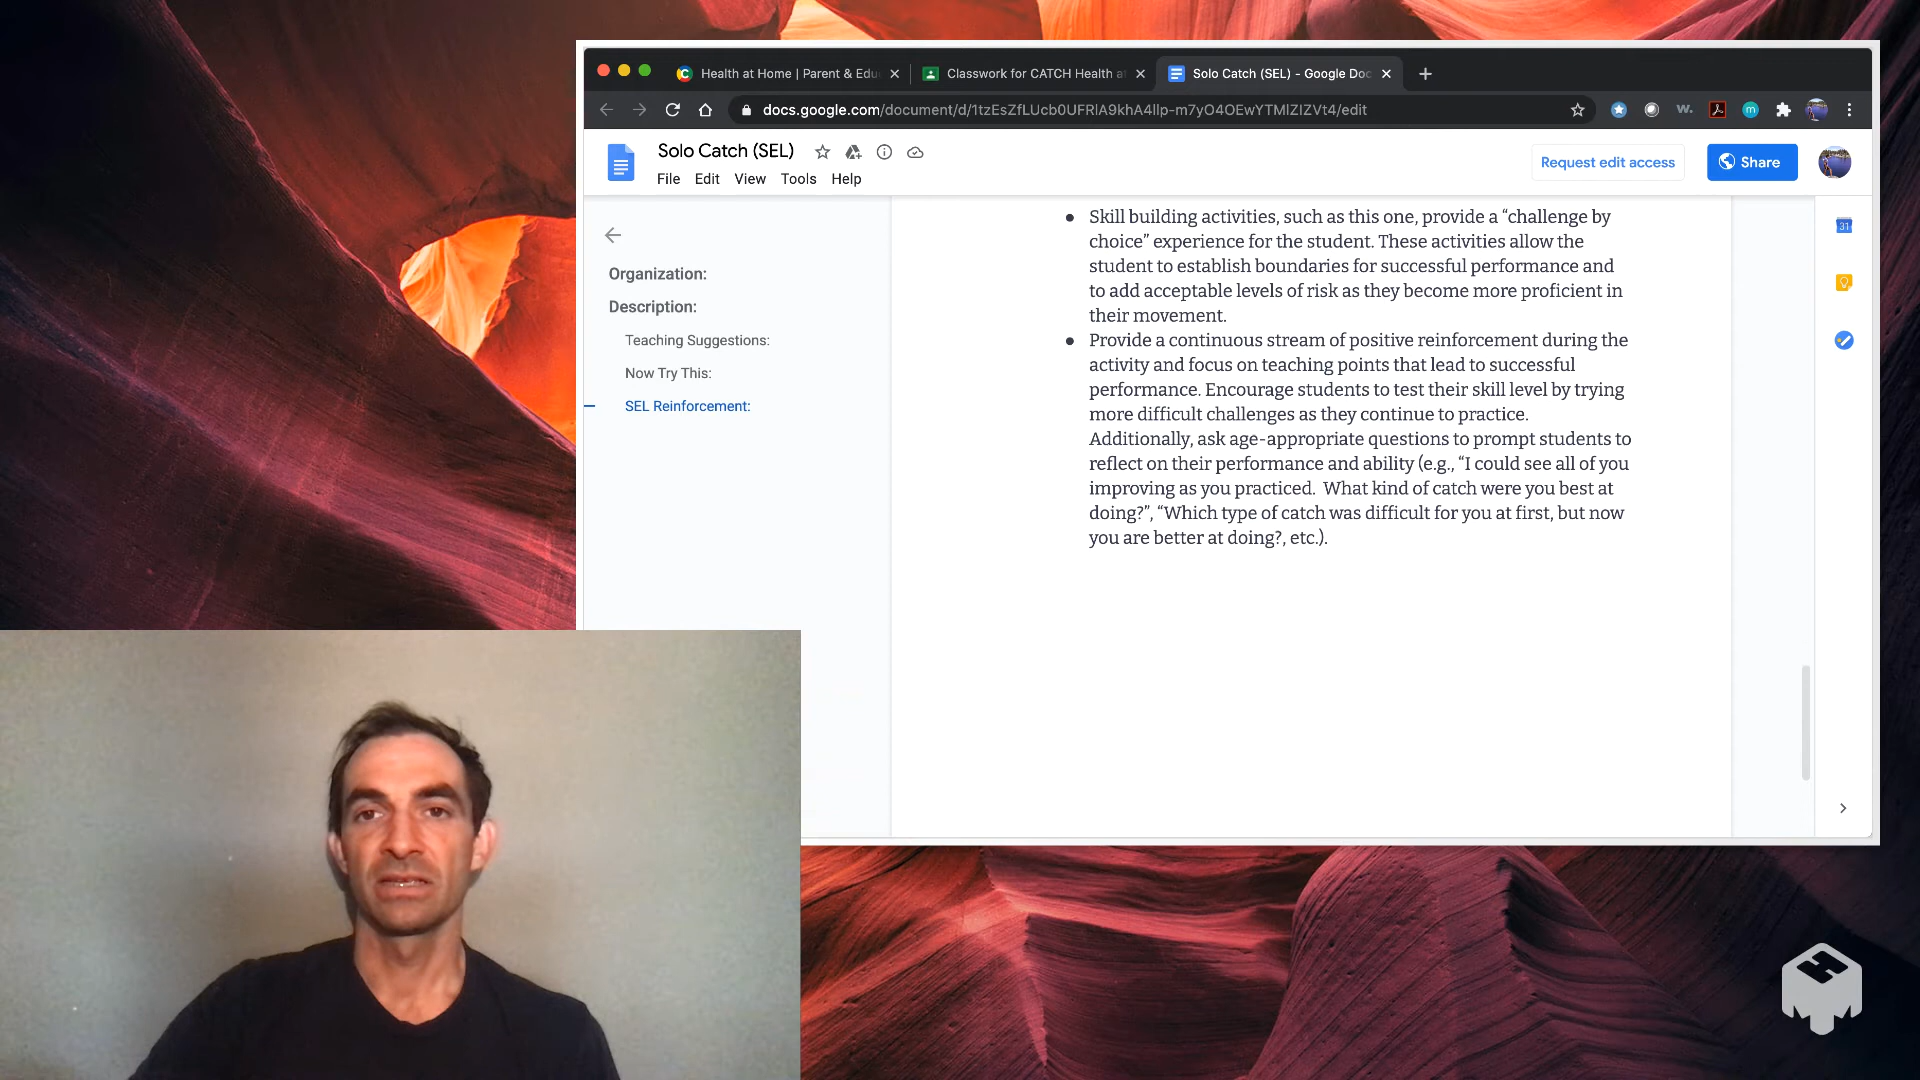 Health at Home | Parent & Edu
Classwork for CATCH Health at
Solo Catch (SEL) - Google Doc
docs.google.com/document/d/1tzEsZfLUcb0UFRlA9khA4llp-m7yO4OEwYTMlZlZVt4/edit
w.
m
Solo Catch (SEL)
File Edit View Tools Help
Request edit access
Share
31
Organization:
Description:
Teaching Suggestions:
Now Try This:
SEL Reinforcement:
● Skill building activities, such as this one, provide a “challenge by
choice” experience for the student. These activities allow the
student to establish boundaries for successful performance and
to add acceptable levels of risk as they become more proficient in
their movement.
● Provide a continuous stream of positive reinforcement during the
activity and focus on teaching points that lead to successful
performance. Encourage students to test their skill level by trying
more difficult challenges as they continue to practice.
Additionally, ask age-appropriate questions to prompt students to
reflect on their performance and ability (e.g., “I could see all of you
improving as you practiced.  What kind of catch were you best at
doing?”, “Which type of catch was difficult for you at first, but now
you are better at doing?, etc.).